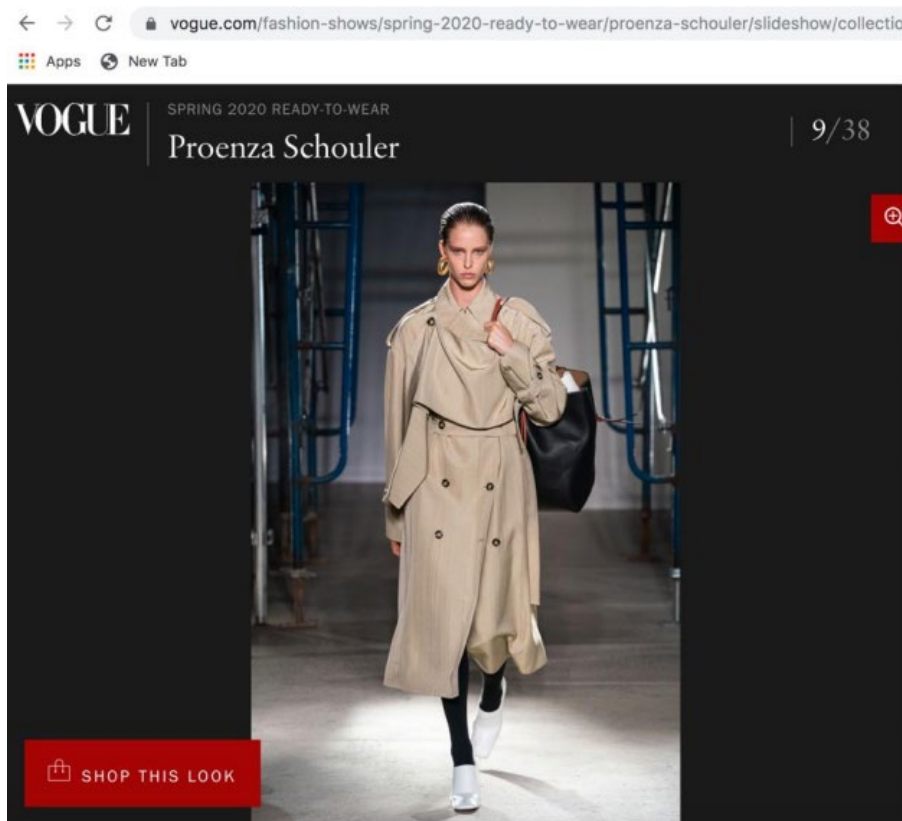 vogue.com/fashion-shows/spring-2020-ready-to-wear/proenza-schouler/slideshow/collectio
Apps New Tab
VOGUE
SPRING 2020 READY-TO-WEAR
Proenza Schouler
9/38
SHOP THIS LOOK